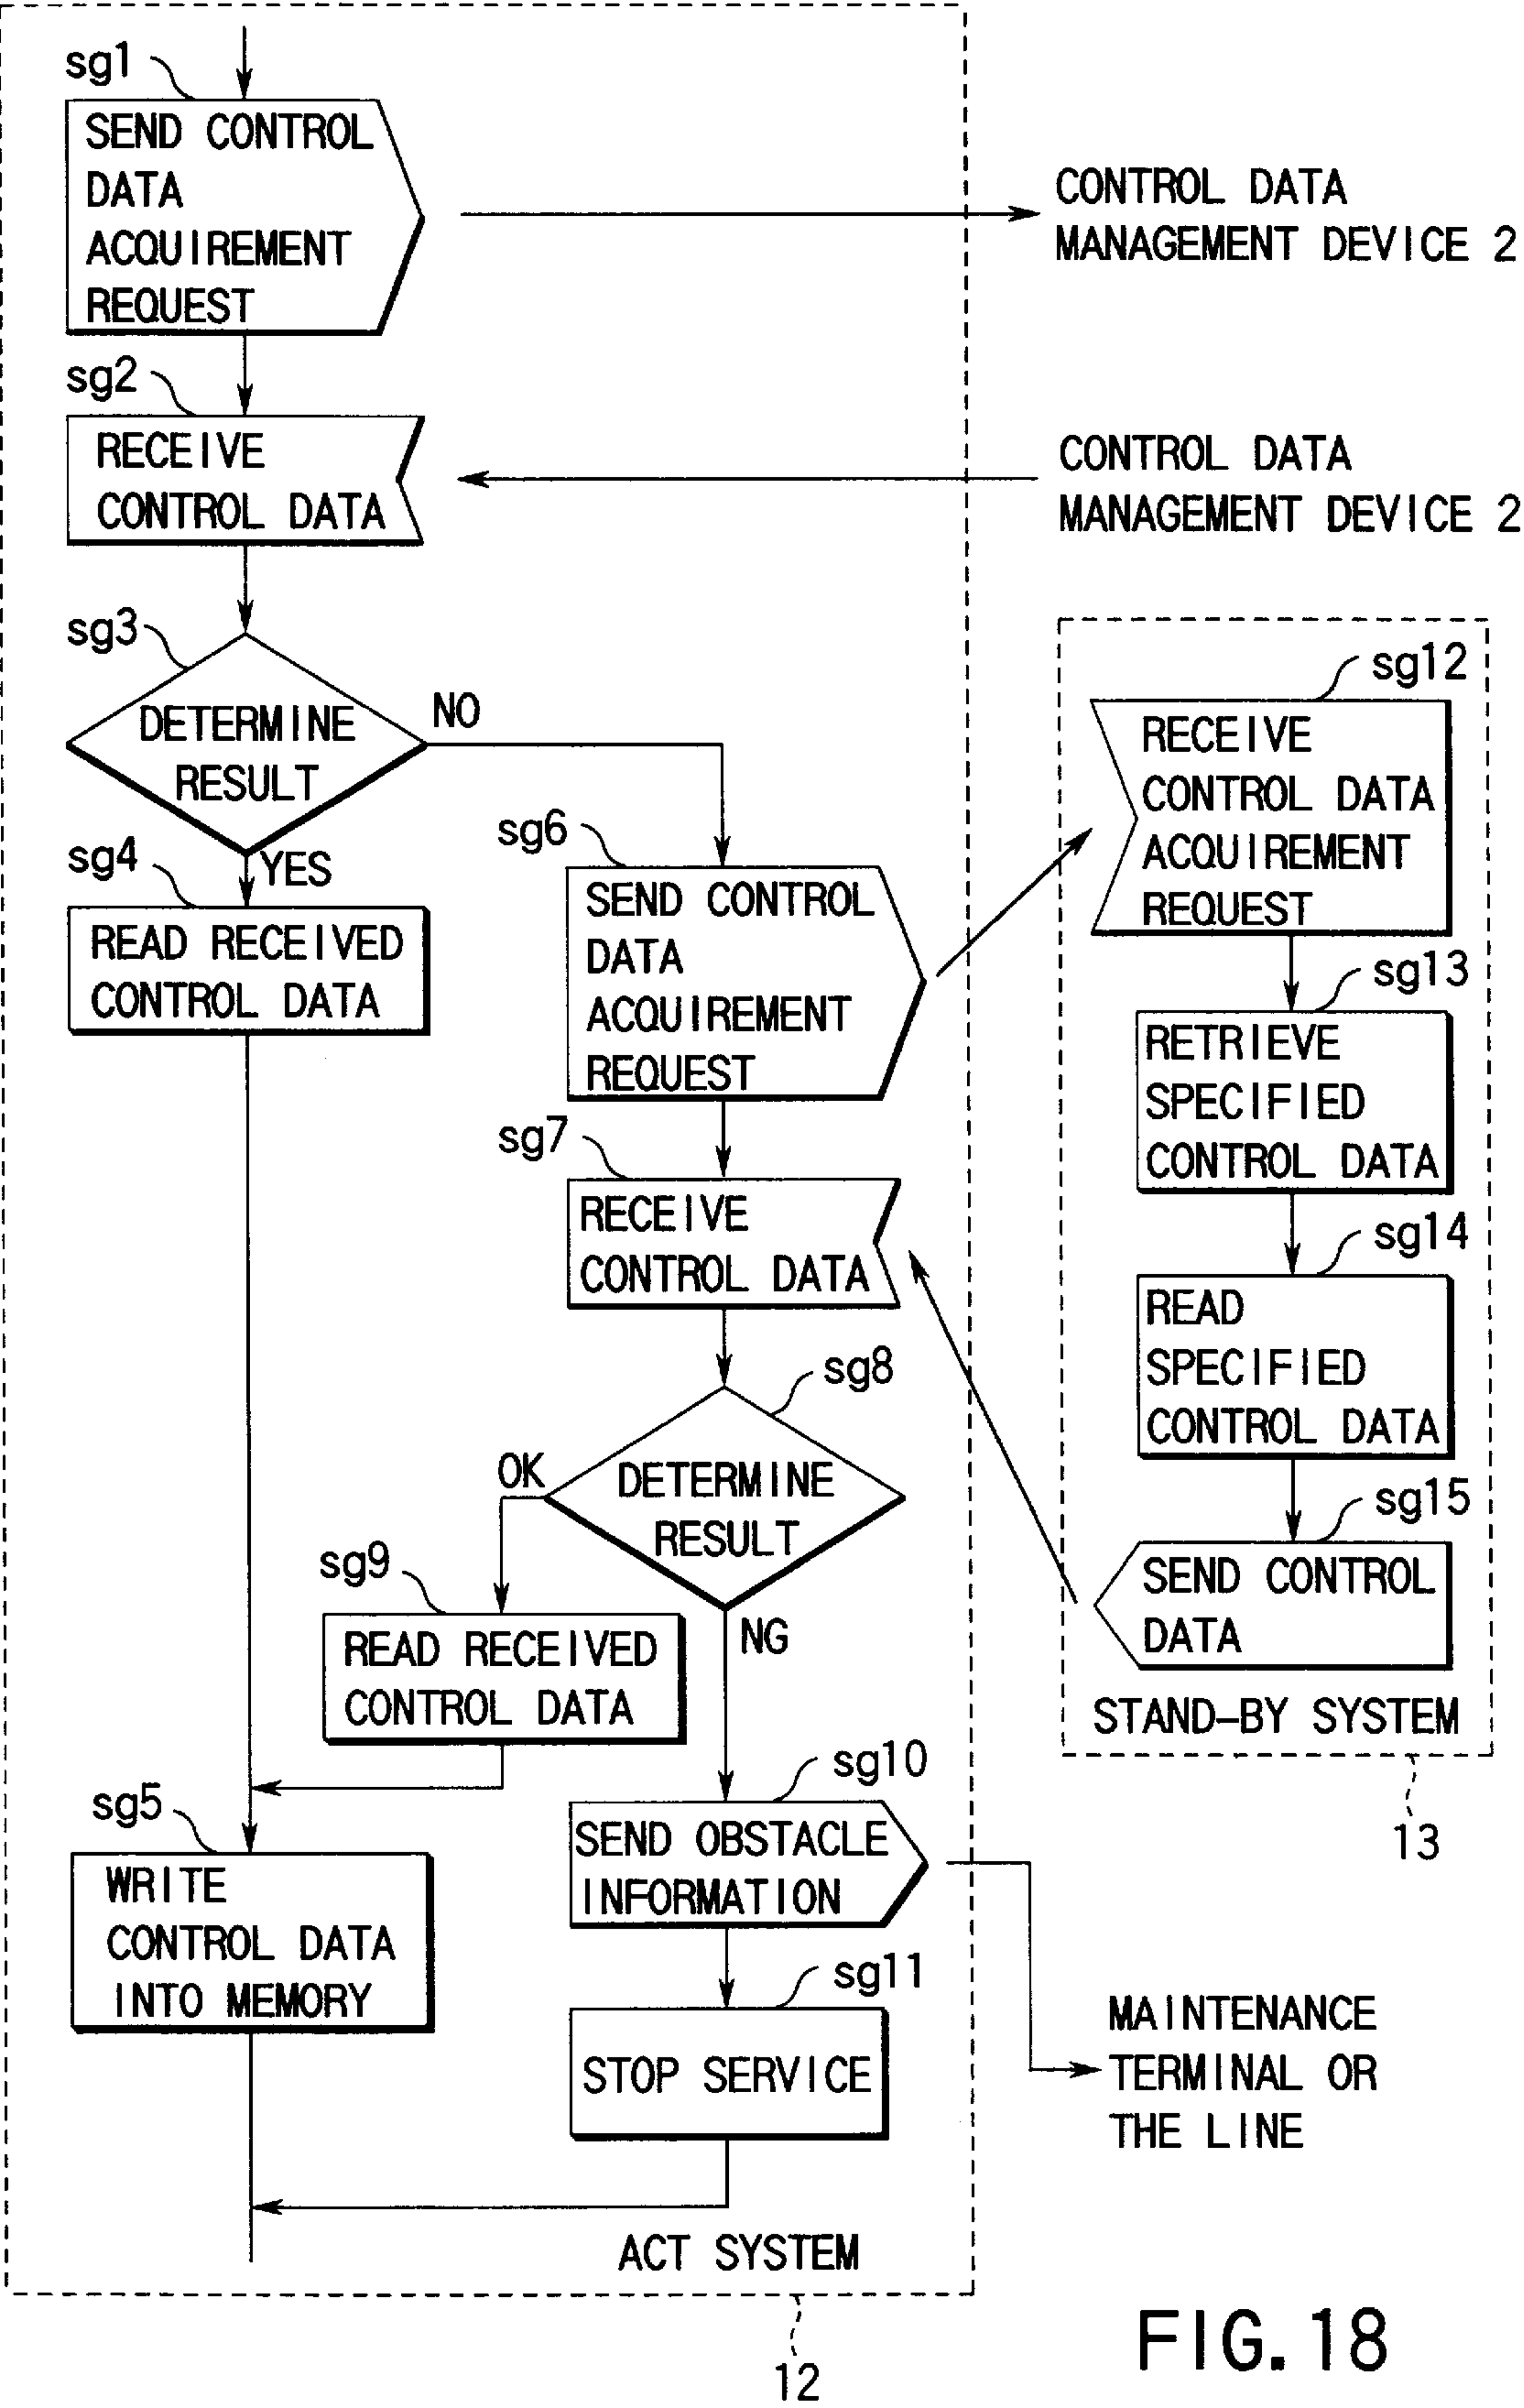 sg1
SEND CONTROL
DATA
ACQUIREMENT
REQUEST
CONTROL DATA
MANAGEMENT DEVICE 2
sg2
RECEIVE
CONTROL DATA
CONTROL DATA
MANAGEMENT DEVICE 2
sg3
DETERMINE
RESULT
NO
YES
sg4
READ RECEIVED
CONTROL DATA
sg6
SEND CONTROL
DATA
ACQUIREMENT
REQUEST
sg12
RECEIVE
CONTROL DATA
ACQUIREMENT
REQUEST
sg13
RETRIEVE
SPECIFIED
CONTROL DATA
sg7
RECEIVE
CONTROL DATA
sg14
READ
SPECIFIED
CONTROL DATA
sg8
DETERMINE
RESULT
OK
NG
sg15
SEND CONTROL
DATA
STAND-BY SYSTEM
13
sg9
READ RECEIVED
CONTROL DATA
sg5
WRITE
CONTROL DATA
INTO MEMORY
sg10
SEND OBSTACLE
INFORMATION
sg11
STOP SERVICE
MAINTENANCE
TERMINAL OR
THE LINE
ACT SYSTEM
12
FIG. 18